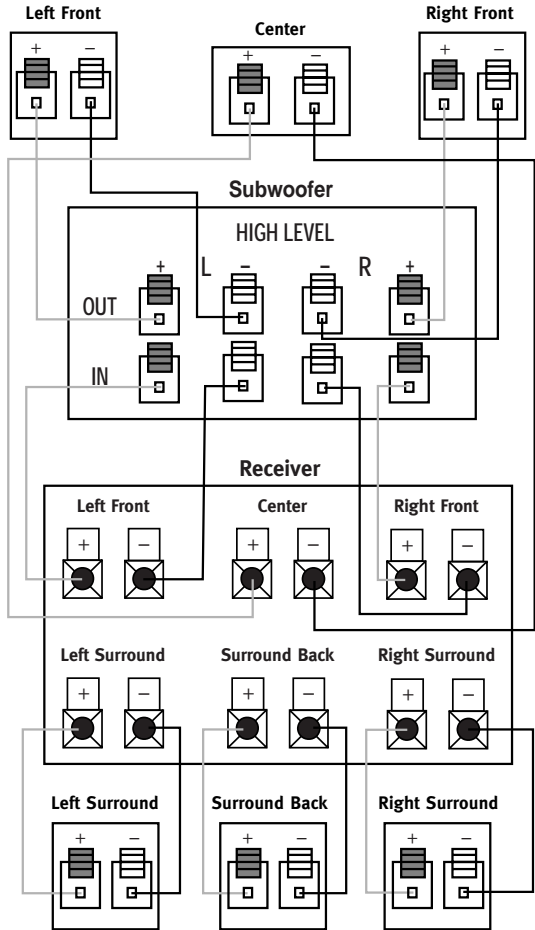 Left Front
Center
Right Front
+ −
+ −
+ −
Subwoofer
HIGH LEVEL
+ L − − R +
OUT
IN
Receiver
Left Front Center Right Front
+ − + − + −
Left Surround Surround Back Right Surround
+ − + − + −
Left Surround Surround Back Right Surround
+ − + − + −